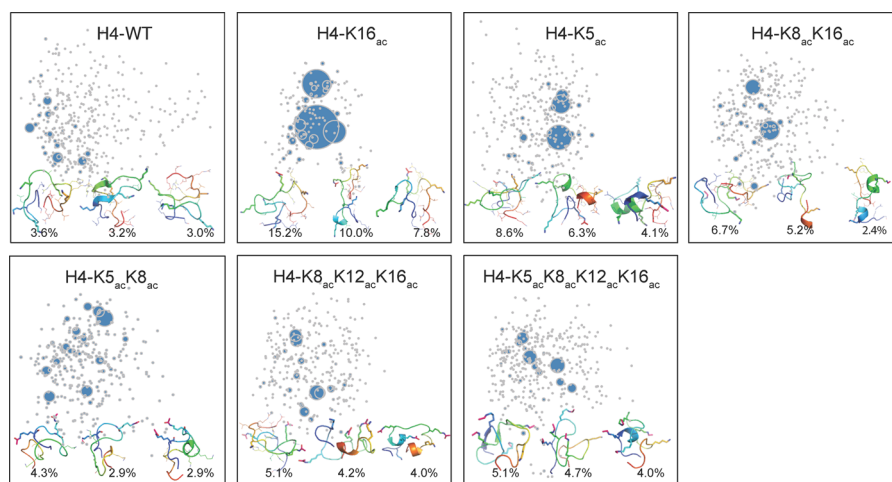 H4-WT
3.6% 3.2% 3.0%
H4-K16ac
15.2% 10.0% 7.8%
H4-K5ac
8.6% 6.3% 4.1%
H4-K8acK16ac
6.7% 5.2% 2.4%
H4-K5acK8ac
4.3% 2.9% 2.9%
H4-K8acK12acK16ac
5.1% 4.2% 4.0%
H4-K5acK8acK12acK16ac
5.1% 4.7% 4.0%